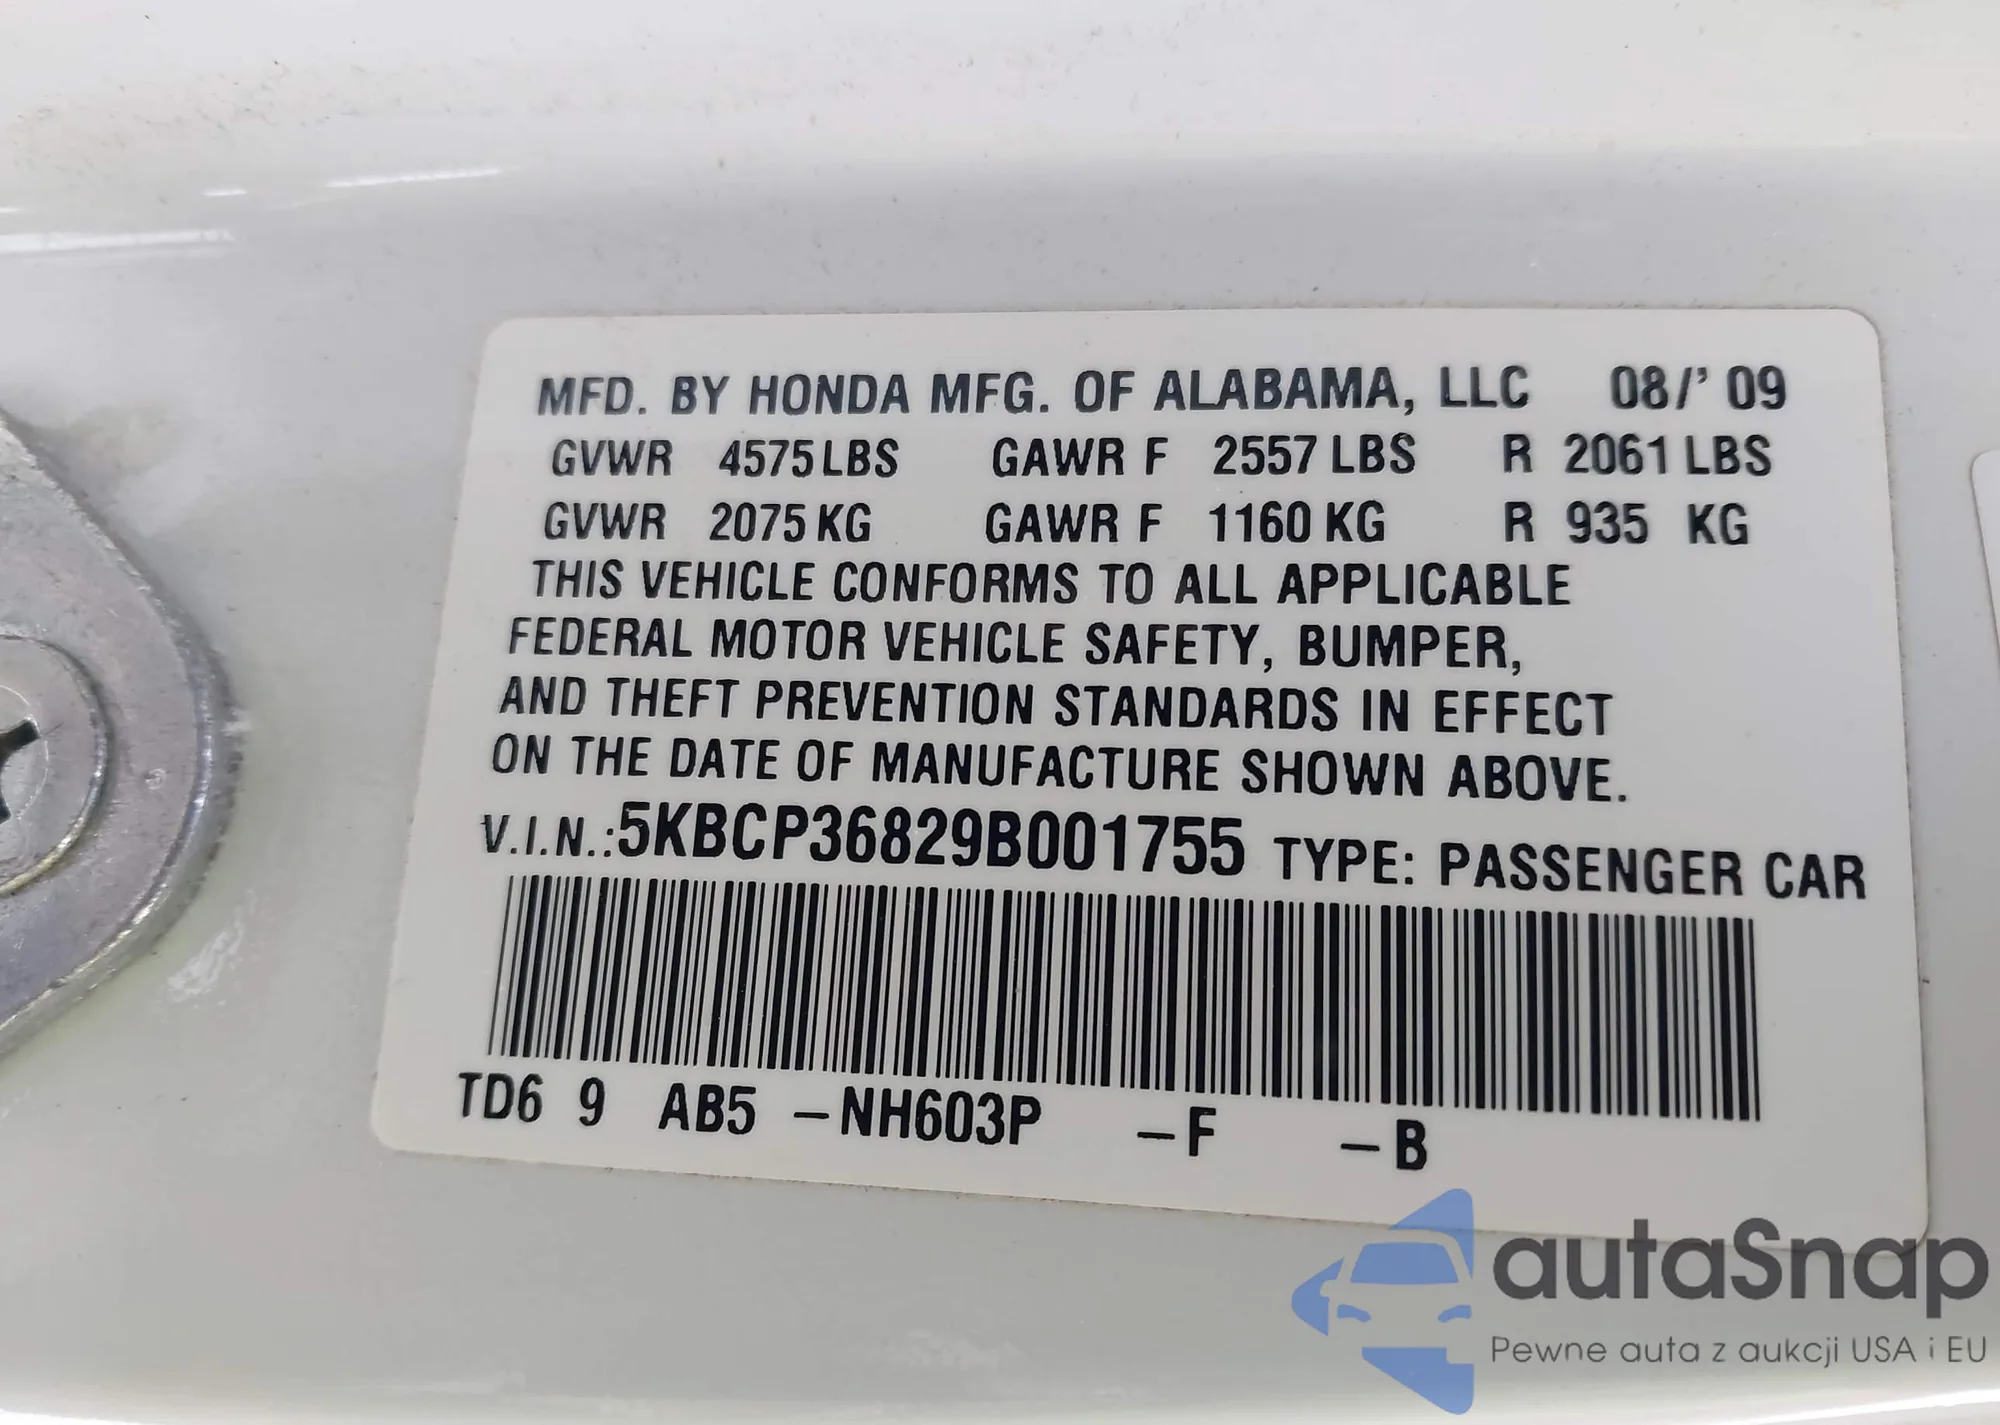 MFD. BY HONDA MFG. OF ALABAMA, LLC 08/'09
GVWR 4575 LBS GAWR F 2557 LBS R 2061 LBS
GVWR 2075 KG GAWR F 1160 KG R 935 KG
THIS VEHICLE CONFORMS TO ALL APPLICABLE
FEDERAL MOTOR VEHICLE SAFETY, BUMPER,
AND THEFT PREVENTION STANDARDS IN EFFECT
ON THE DATE OF MANUFACTURE SHOWN ABOVE.
V.I.N.:5KBCP36829B001755 TYPE: PASSENGER CAR
TD6 9 AB5 -NH603P -F -B
autaSnap
Pewne auta z aukcji USA i EU